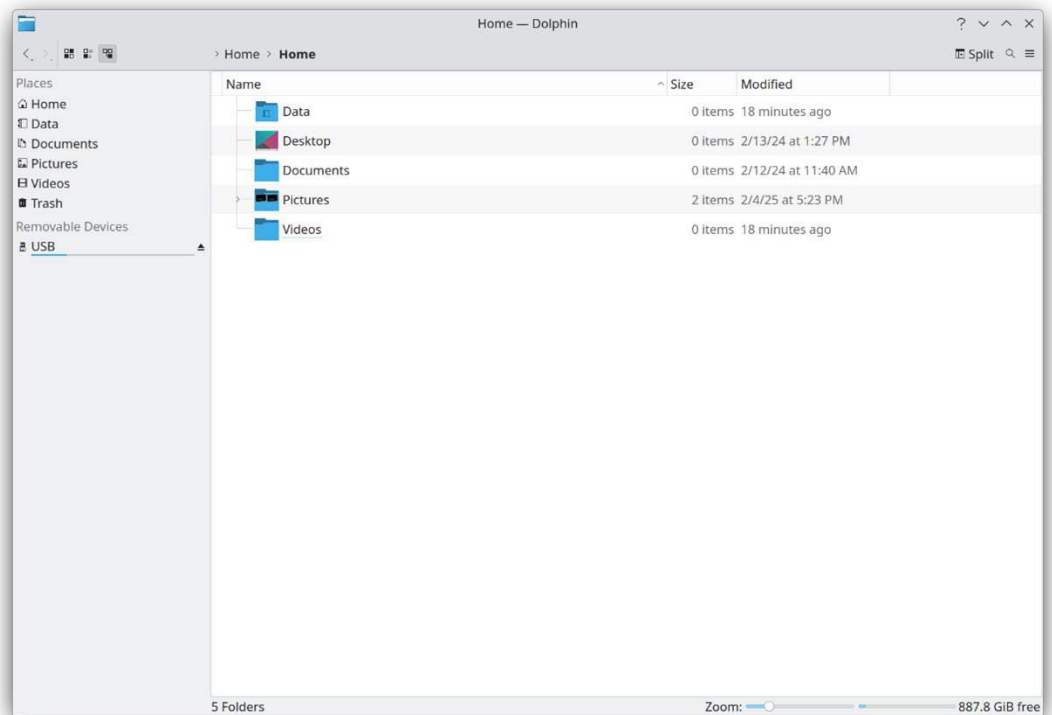 Home — Dolphin
Home Home
Split
Places
Home
Data
Documents
Pictures
Videos
Trash
Removable Devices
USB
Name Size Modified
Data 0 items 18 minutes ago
Desktop 0 items 2/13/24 at 1:27 PM
Documents 0 items 2/12/24 at 11:40 AM
Pictures 2 items 2/4/25 at 5:23 PM
Videos 0 items 18 minutes ago
5 Folders Zoom: 887.8 GiB free